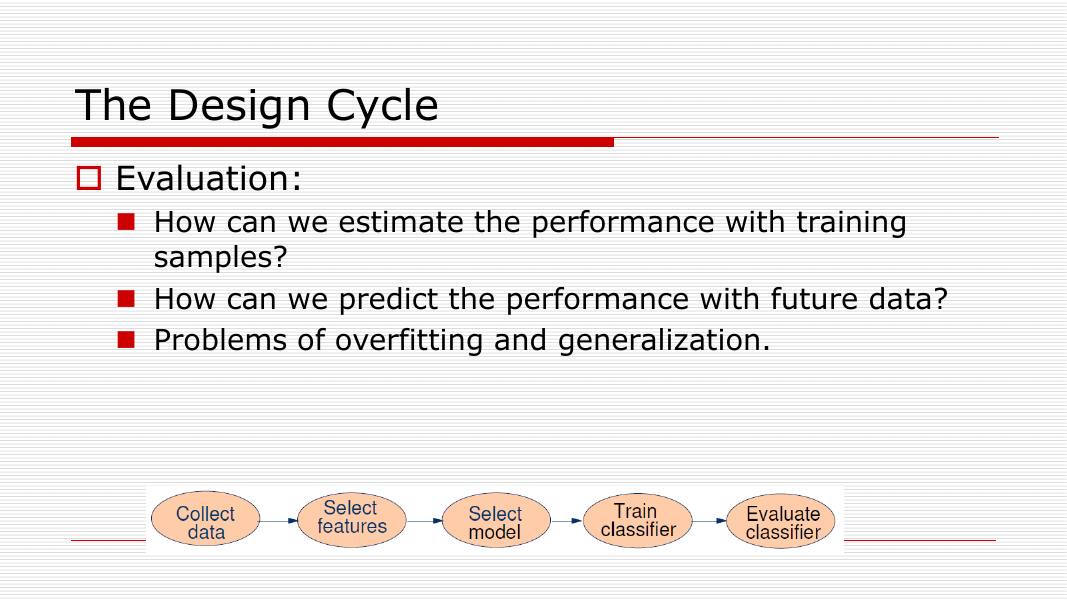 The Design Cycle
Evaluation:
How can we estimate the performance with training
samples?
How can we predict the performance with future data?
Problems of overfitting and generalization.
Collect
data
Select
features
Select
model
Train
classifier
Evaluate
classifier